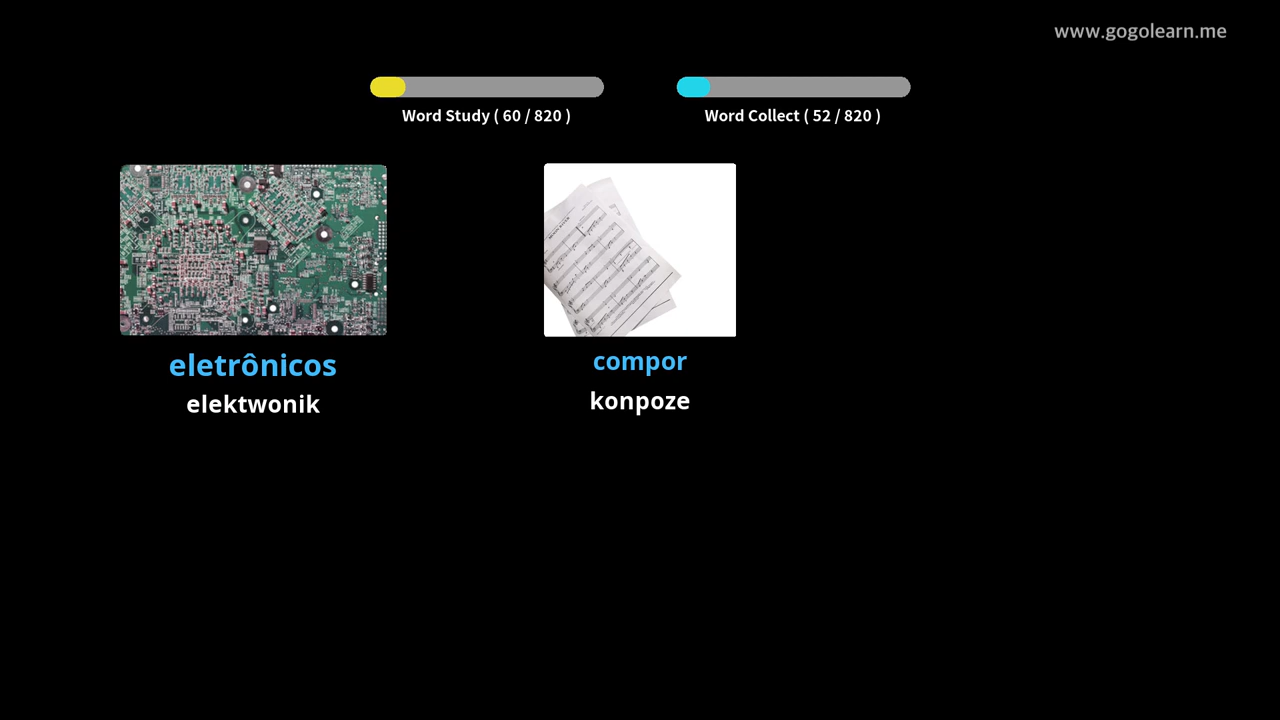 www.gogolearn.me
Word Study ( 60 / 820 )
Word Collect ( 52 / 820 )
eletrônicos
elektwonik
compor
konpoze